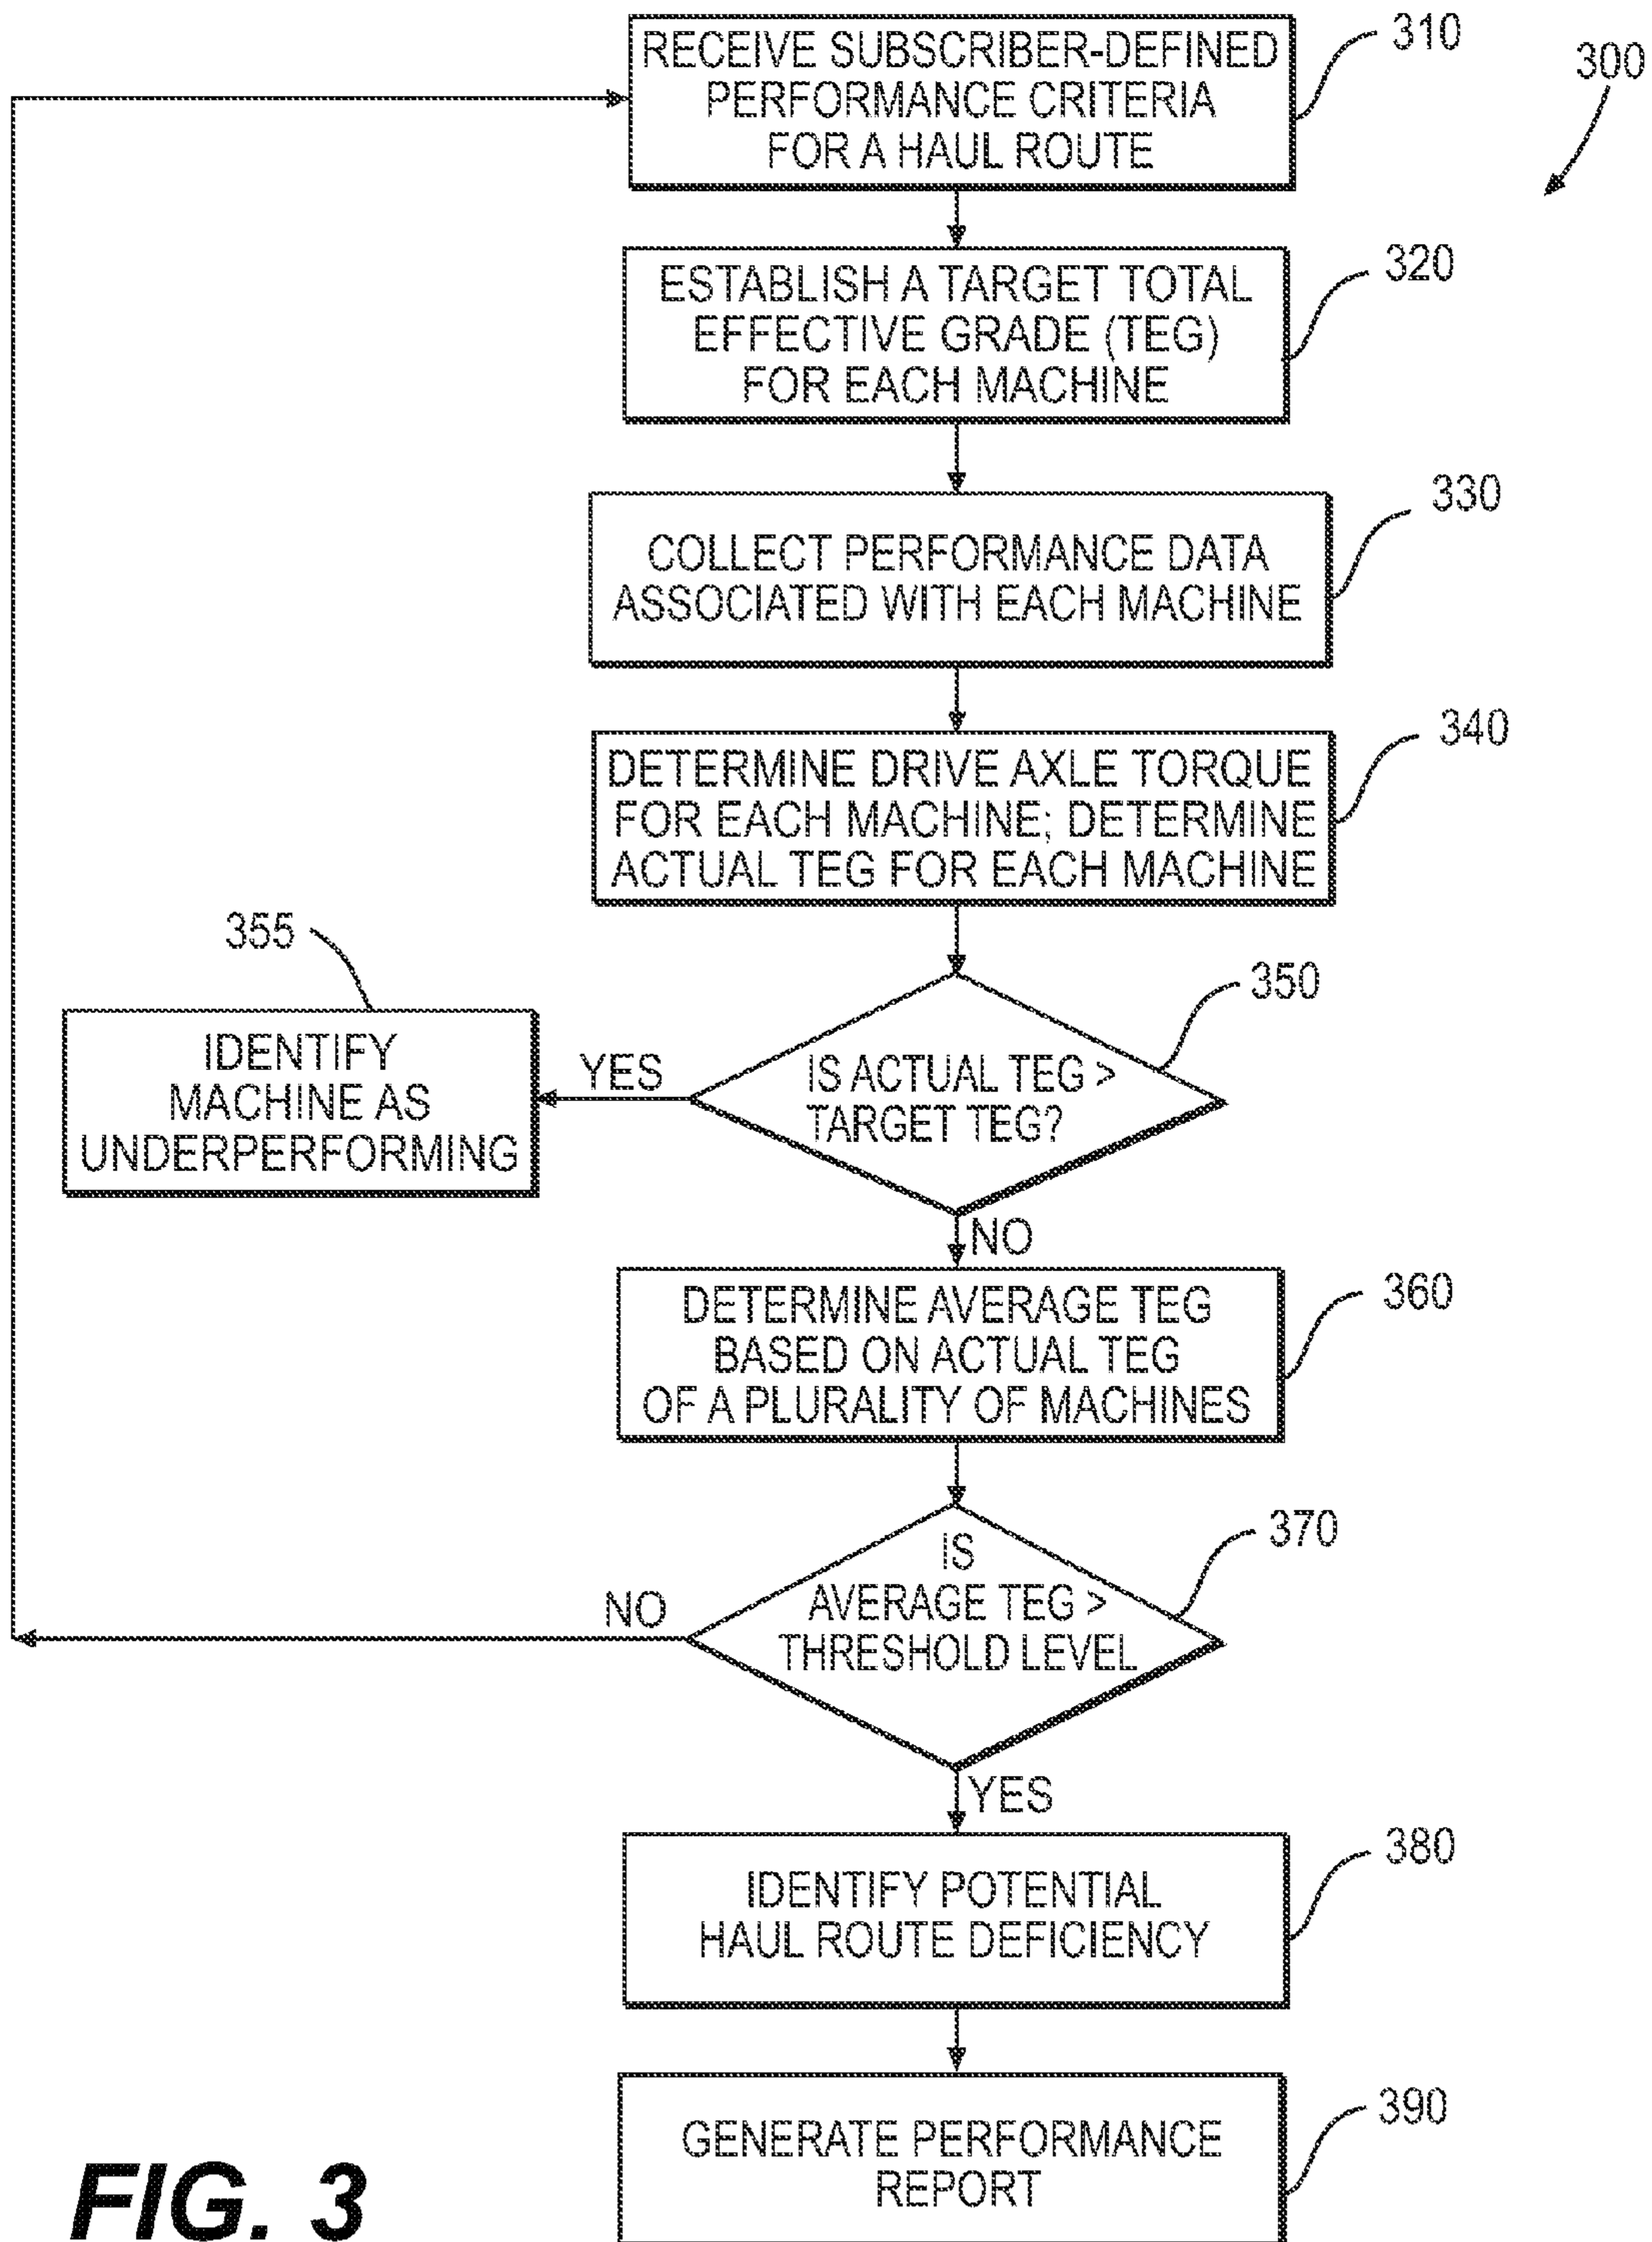 RECEIVE SUBSCRIBER-DEFINED
PERFORMANCE CRITERIA
FOR A HAUL ROUTE
310
300
ESTABLISH A TARGET TOTAL
EFFECTIVE GRADE (TEG)
FOR EACH MACHINE
320
COLLECT PERFORMANCE DATA
ASSOCIATED WITH EACH MACHINE
330
DETERMINE DRIVE AXLE TORQUE
FOR EACH MACHINE; DETERMINE
ACTUAL TEG FOR EACH MACHINE
340
IS ACTUAL TEG >
TARGET TEG?
350
YES
355
IDENTIFY
MACHINE AS
UNDERPERFORMING
NO
DETERMINE AVERAGE TEG
BASED ON ACTUAL TEG
OF A PLURALITY OF MACHINES
360
IS
AVERAGE TEG >
THRESHOLD LEVEL
370
NO
YES
IDENTIFY POTENTIAL
HAUL ROUTE DEFICIENCY
380
GENERATE PERFORMANCE
REPORT
390
FIG. 3